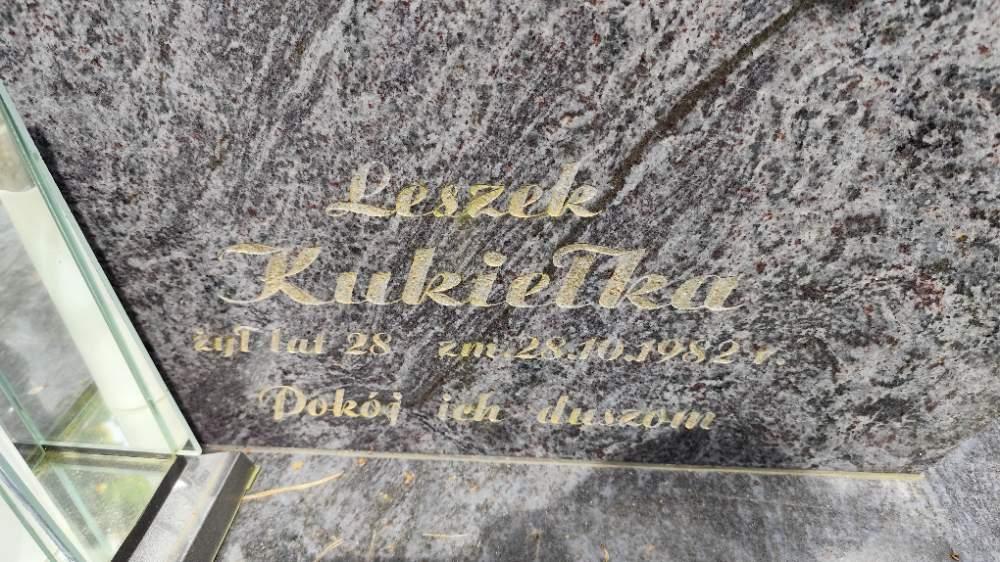 Leszek
Kukiełka
żył lat 28 zm.28.10.1982 r.
Pokój ich duszom